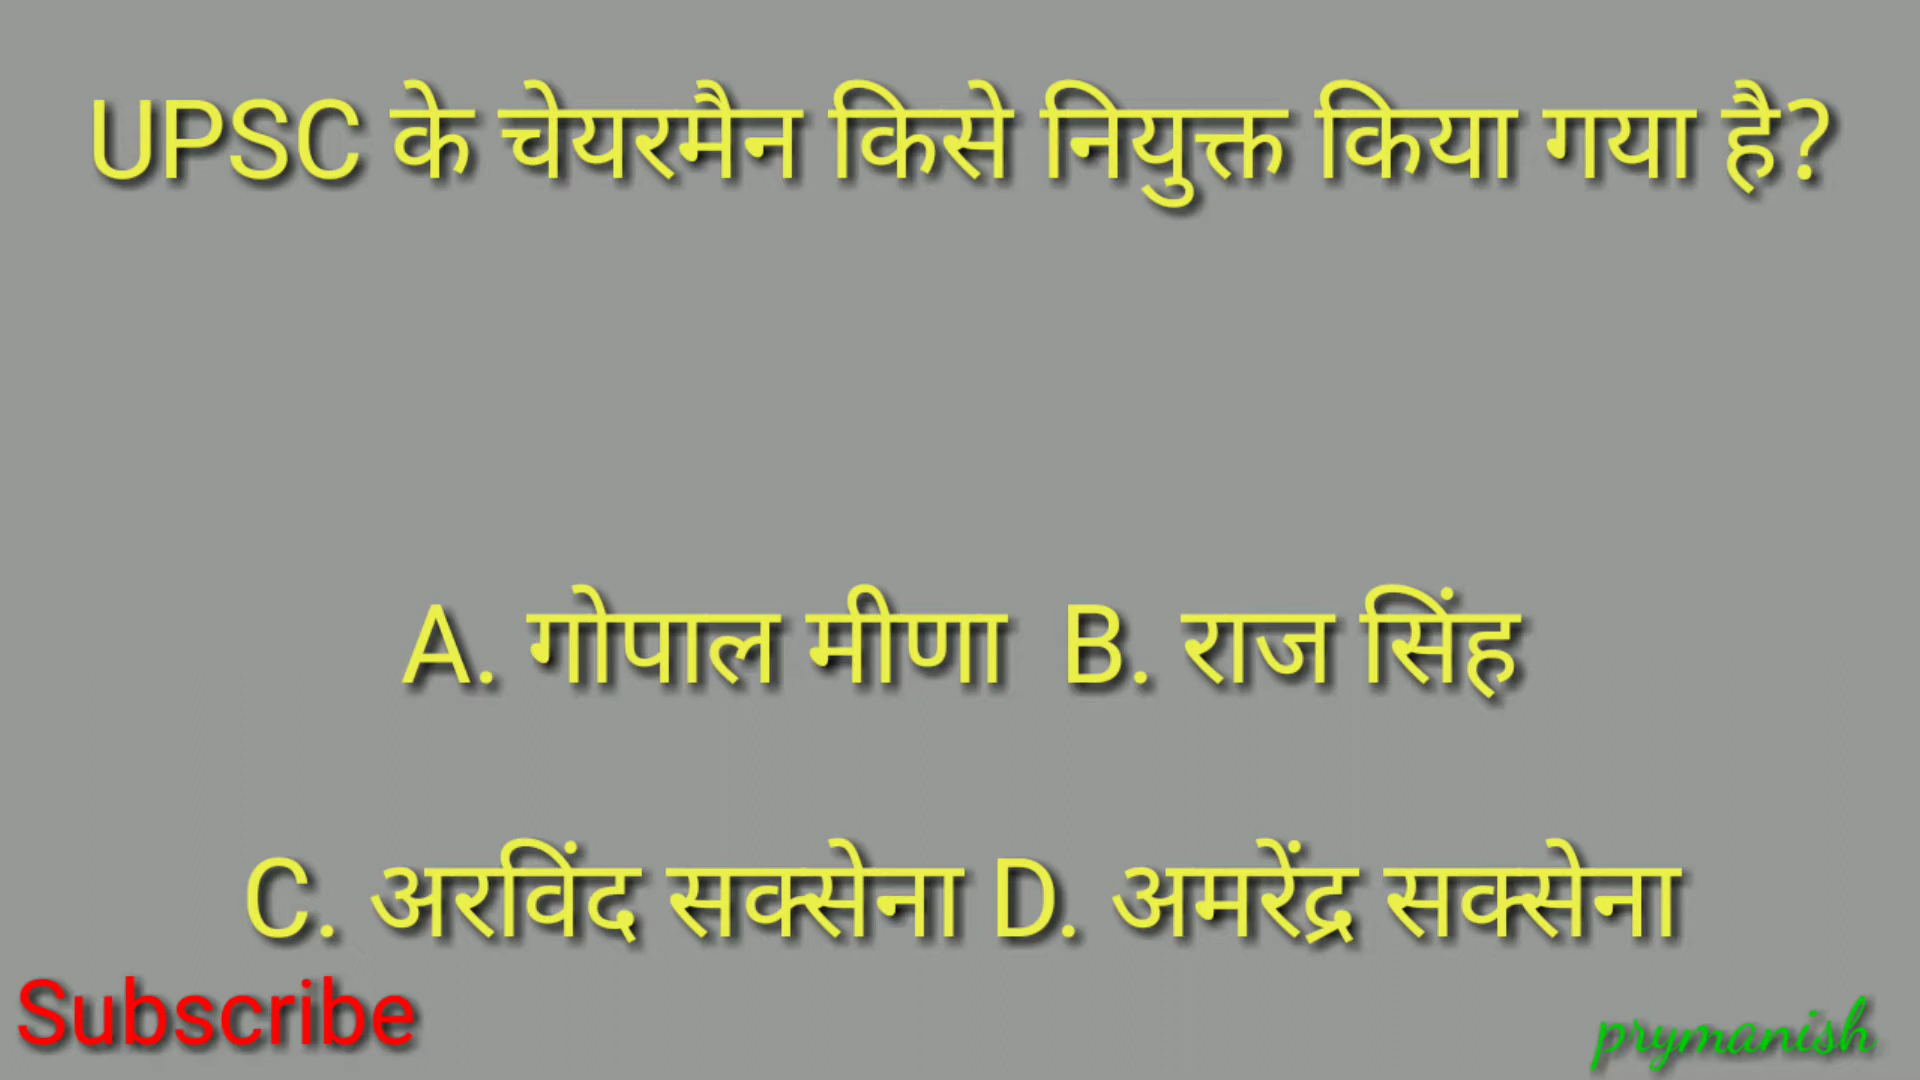 UPSC के चेयरमैन किसे नियुक्त किया गया है?
A. गोपाल मीणा B. राज सिंह
C. अरविंद सक्सेना D. अमरेंद्र सक्सेना
Subscribe
prymanish